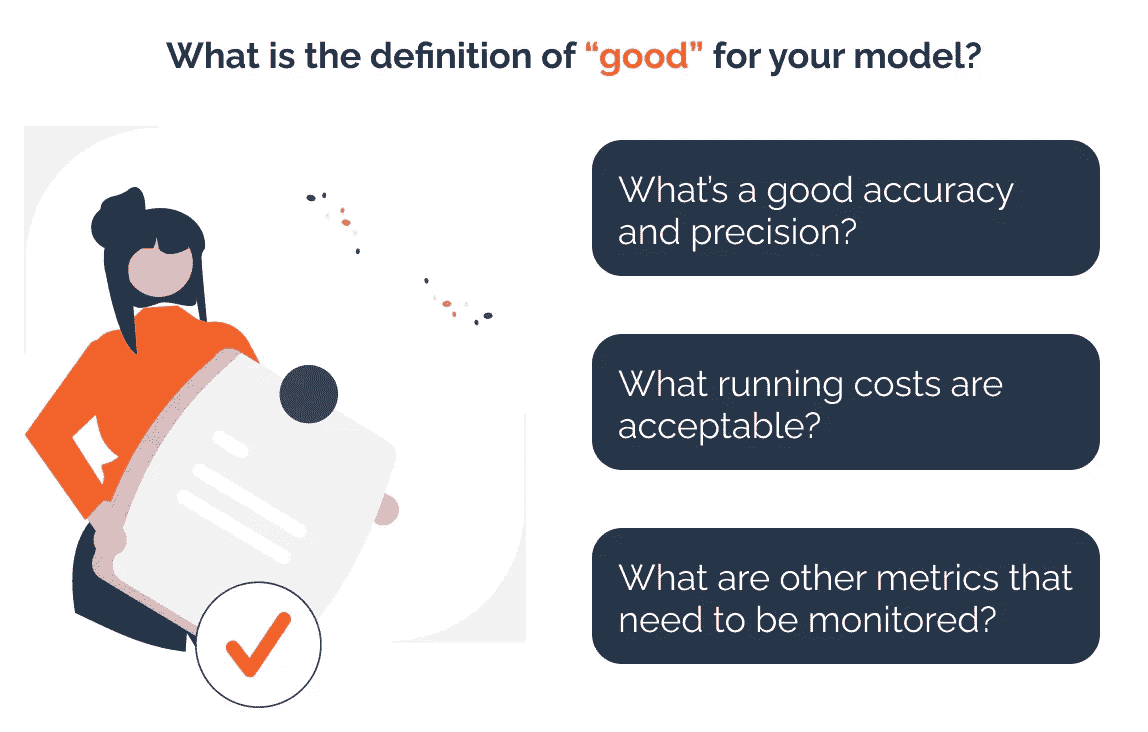 What is the definition of “good” for your model?
What’s a good accuracy
and precision?
What running costs are
acceptable?
What are other metrics that
need to be monitored?